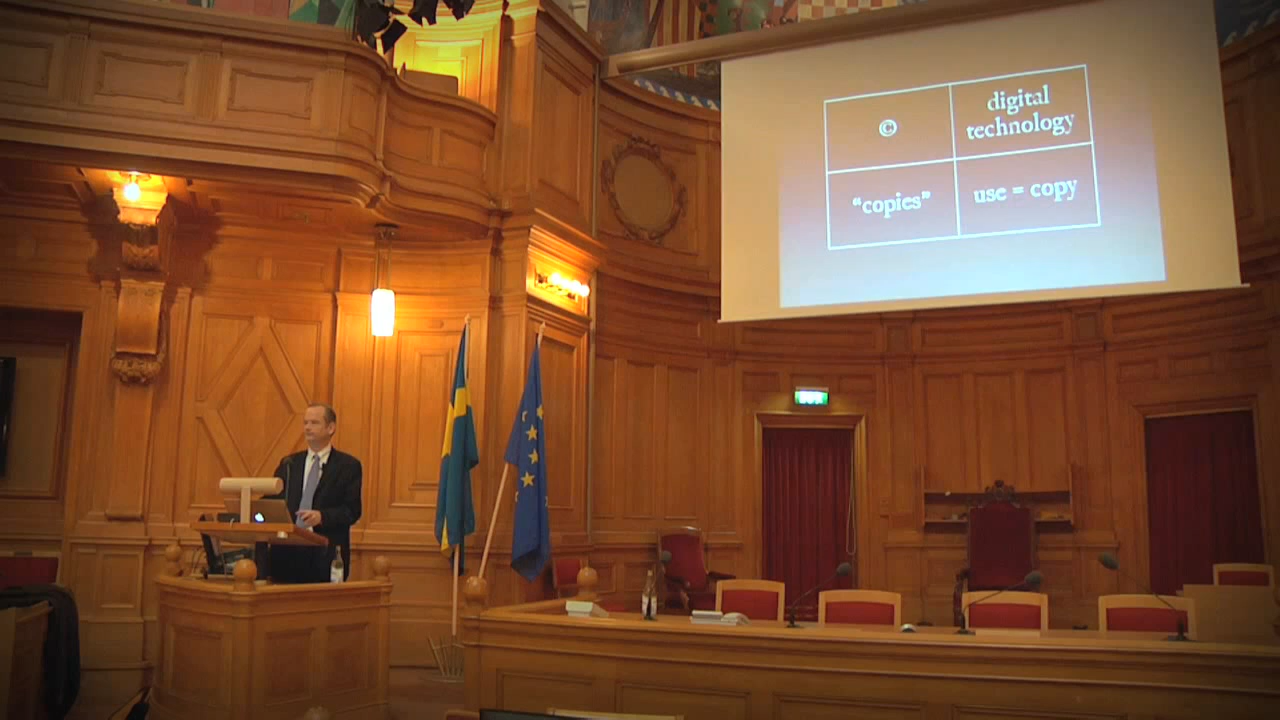 ©
digital
technology
“copies”
use = copy